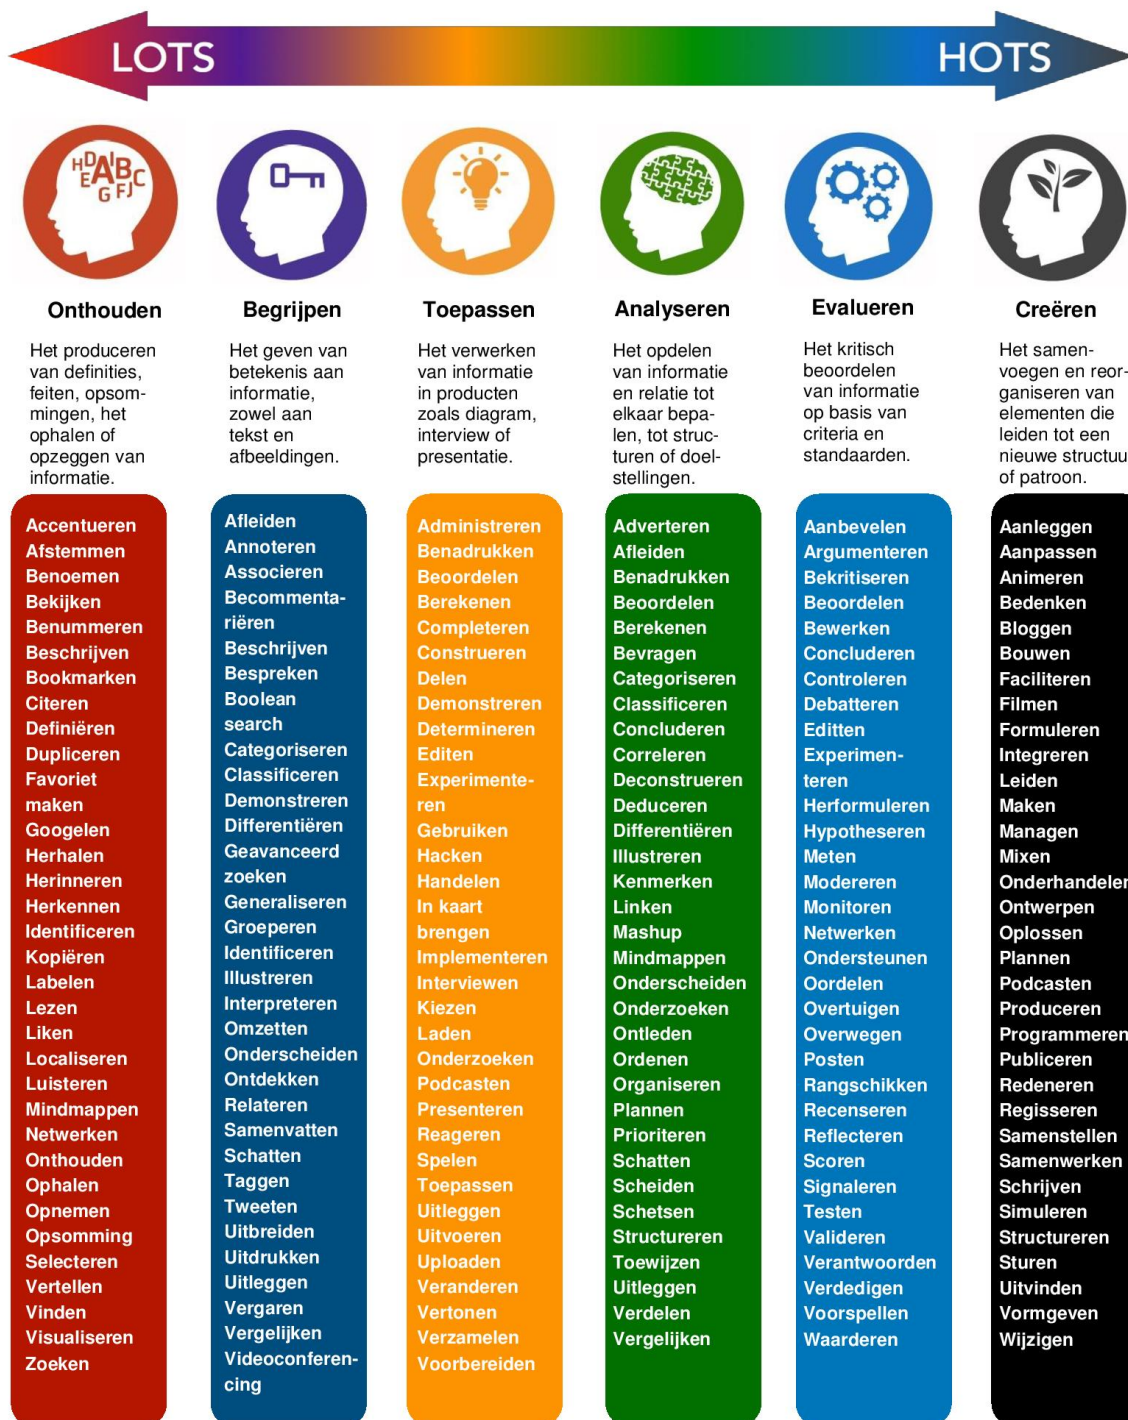 LOTS
HOTS
HDAIBC
EGFJ
Onthouden
Het produceren
van definities,
feiten, opsom-
mingen, het
ophalen of
opzeggen van
informatie.
Accentueren
Afstemmen
Benoemen
Bekijken
Benummeren
Beschrijven
Bookmarken
Citeren
Definiëren
Dupliceren
Favoriet
maken
Googelen
Herhalen
Herinneren
Herkennen
Identificeren
Kopiëren
Labelen
Lezen
Liken
Localiseren
Luisteren
Mindmappen
Netwerken
Onthouden
Ophalen
Opnemen
Opsomming
Selecteren
Vertellen
Vinden
Visualiseren
Zoeken
Begrijpen
Het geven van
betekenis aan
informatie,
zowel aan
tekst en
afbeeldingen.
Afleiden
Annoteren
Associeren
Becommenta-
riëren
Beschrijven
Bespreken
Boolean
search
Categoriseren
Classificeren
Demonstreren
Differentiëren
Geavanceerd
zoeken
Generaliseren
Groeperen
Identificeren
Illustreren
Interpreteren
Omzetten
Onderscheiden
Ontdekken
Relateren
Samenvatten
Schatten
Taggen
Tweeten
Uitbreiden
Uitdrukken
Uitleggen
Vergaren
Vergelijken
Videoconferen-
cing
Toepassen
Het verwerken
van informatie
in producten
zoals diagram,
interview of
presentatie.
Administreren
Benadrukken
Beoordelen
Berekenen
Completeren
Construeren
Delen
Demonstreren
Determineren
Editen
Experimente-
ren
Gebruiken
Hacken
Handelen
In kaart
brengen
Implementeren
Interviewen
Kiezen
Laden
Onderzoeken
Podcasten
Presenteren
Reageren
Spelen
Toepassen
Uitleggen
Uitvoeren
Uploaden
Veranderen
Vertonen
Verzamelen
Voorbereiden
Analyseren
Het opdelen
van informatie
en relatie tot
elkaar bepa-
len, tot struc-
turen of doel-
stellingen.
Adverteren
Afleiden
Benadrukken
Beoordelen
Berekenen
Bevragen
Categoriseren
Classificeren
Concluderen
Correleren
Deconstrueren
Deduceren
Differentiëren
Illustreren
Kenmerken
Linken
Mashup
Mindmappen
Onderscheiden
Onderzoeken
Ontleden
Ordenen
Organiseren
Plannen
Prioriteren
Schatten
Scheiden
Schetsen
Structureren
Toewijzen
Uitleggen
Verdelen
Vergelijken
Evalueren
Het kritisch
beoordelen
van informatie
op basis van
criteria en
standaarden.
Aanbevelen
Argumenteren
Bekritiseren
Beoordelen
Bewerken
Concluderen
Controleren
Debatteren
Editten
Experimen-
teren
Herformuleren
Hypotheseren
Meten
Modereren
Monitoren
Netwerken
Ondersteunen
Oordelen
Overtuigen
Overwegen
Posten
Rangschikken
Recenseren
Reflecteren
Scoren
Signaleren
Testen
Valideren
Verantwoorden
Verdedigen
Voorspellen
Waarderen
Creëren
Het samen-
voegen en reor-
ganiseren van
elementen die
leiden tot een
nieuwe structuu
of patroon.
Aanleggen
Aanpassen
Animeren
Bedenken
Bloggen
Bouwen
Faciliteren
Filmen
Formuleren
Integreren
Leiden
Maken
Managen
Mixen
Onderhandelen
Ontwerpen
Oplossen
Plannen
Podcasten
Produceren
Programmeren
Publiceren
Redeneren
Regisseren
Samenstellen
Samenwerken
Schrijven
Simuleren
Structureren
Sturen
Uitvinden
Vormgeven
Wijzigen